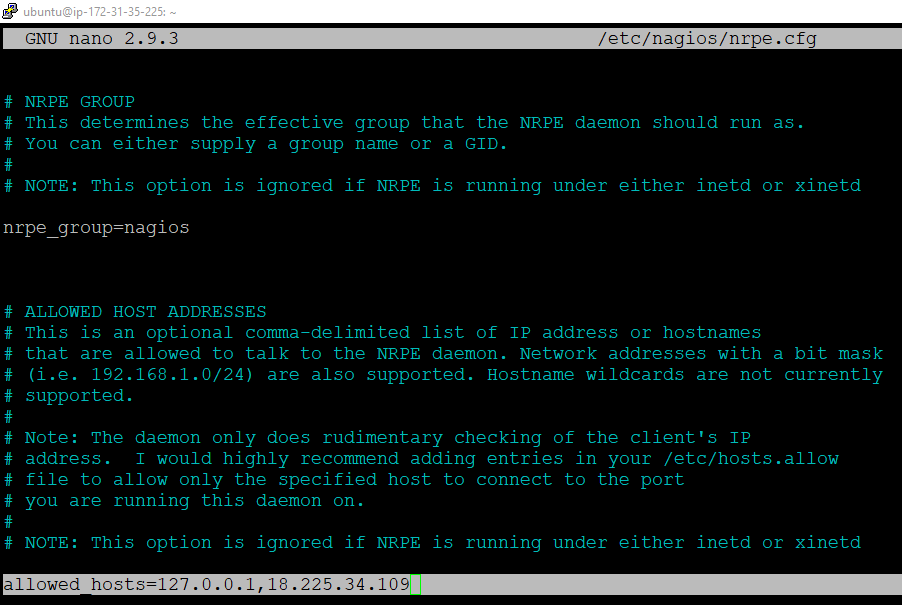 ubuntu@ip-172-31-35-225: ~
GNU nano 2.9.3 /etc/nagios/nrpe.cfg
# NRPE GROUP
# This determines the effective group that the NRPE daemon should run as.
# You can either supply a group name or a GID.
#
# NOTE: This option is ignored if NRPE is running under either inetd or xinetd
nrpe_group=nagios
# ALLOWED HOST ADDRESSES
# This is an optional comma-delimited list of IP address or hostnames
# that are allowed to talk to the NRPE daemon. Network addresses with a bit mask
# (i.e. 192.168.1.0/24) are also supported. Hostname wildcards are not currently
# supported.
#
# Note: The daemon only does rudimentary checking of the client's IP
# address.  I would highly recommend adding entries in your /etc/hosts.allow
# file to allow only the specified host to connect to the port
# you are running this daemon on.
#
# NOTE: This option is ignored if NRPE is running under either inetd or xinetd
allowed_hosts=127.0.0.1,18.225.34.109